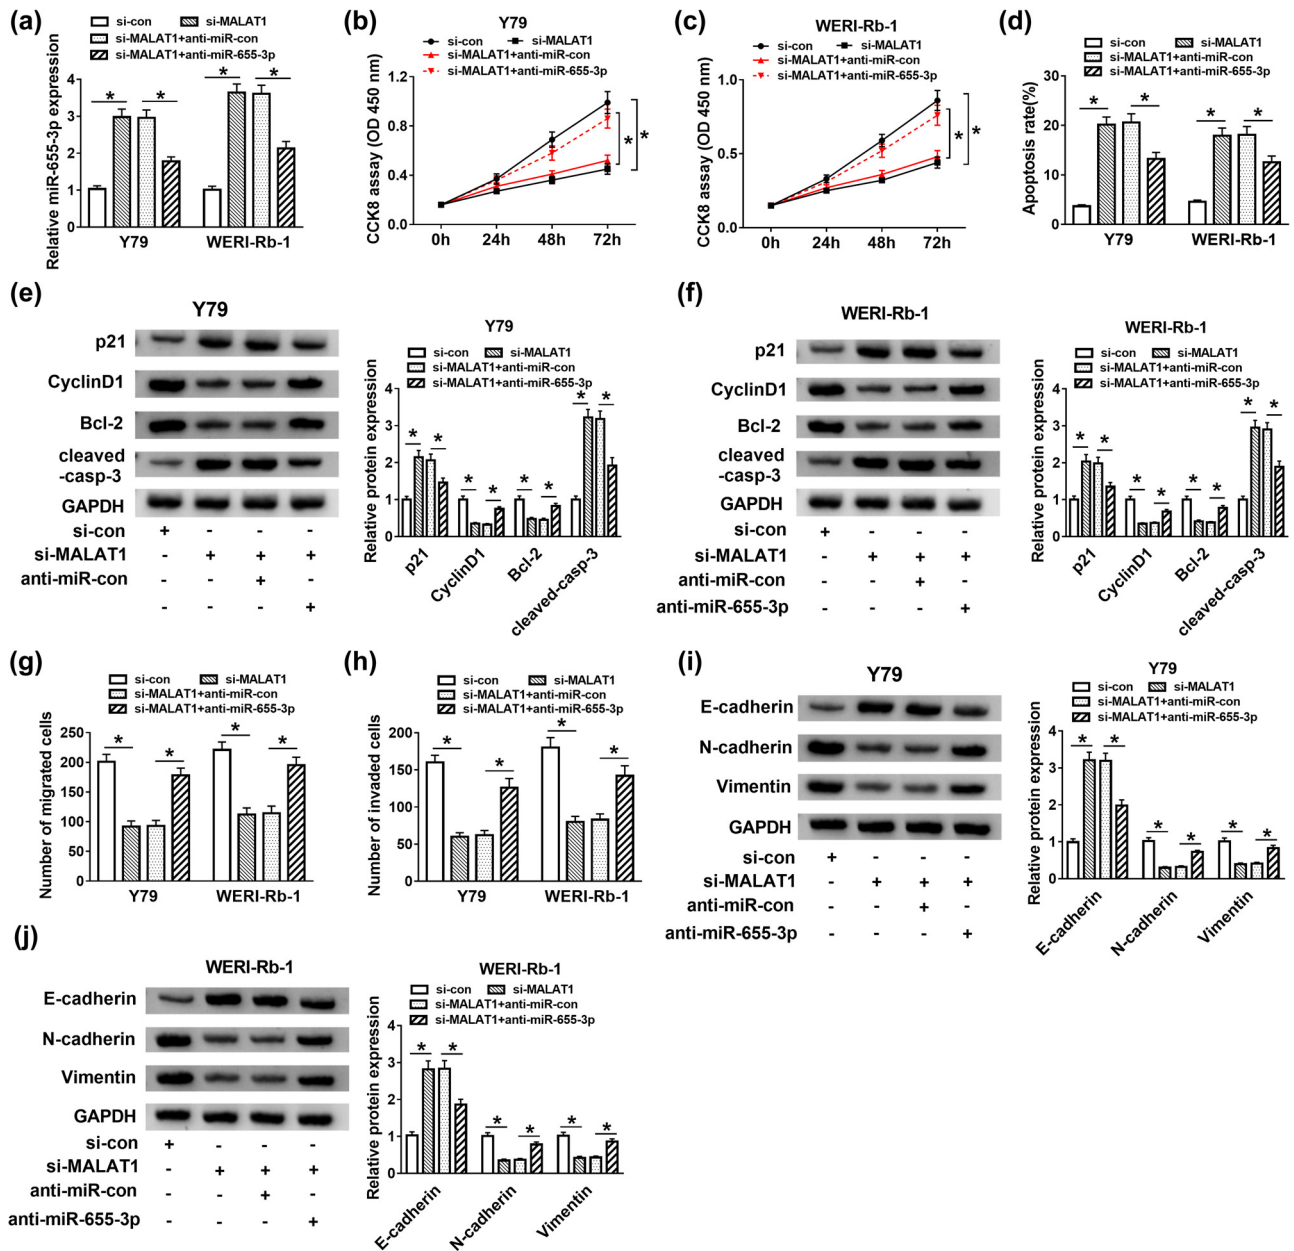 (a)
si-con si-MALAT1
si-MALAT1+anti-miR-con
si-MALAT1+anti-miR-655-3p
Relative miR-655-3p expression
4
3
2
1
0
* * * *
Y79 WERI-Rb-1
(b)
Y79
si-con si-MALAT1
si-MALAT1+anti-miR-con
si-MALAT1+anti-miR-655-3p
CCK8 assay (OD 450 nm)
1.2
0.8
0.4
0.0
* *
0h 24h 48h 72h
(c)
WERI-Rb-1
si-con si-MALAT1
si-MALAT1+anti-miR-con
si-MALAT1+anti-miR-655-3p
CCK8 assay (OD 450 nm)
1.0
0.5
0.0
* *
0h 24h 48h 72h
(d)
si-con si-MALAT1
si-MALAT1+anti-miR-con
si-MALAT1+anti-miR-655-3p
Apoptosis rate(%)
30
20
10
0
* * * *
Y79 WERI-Rb-1
(e)
Y79
p21
CyclinD1
Bcl-2
cleaved
-casp-3
GAPDH
si-con + - - -
si-MALAT1 - + + +
anti-miR-con - - + -
- - - +
Y79
si-con si-MALAT1
si-MALAT1+anti-miR-con
si-MALAT1+anti-miR-655-3p
Relative protein expression
4
3
2
1
0
* * * * * * * *
p21 CyclinD1 Bcl-2 cleaved-casp-3
(f)
WERI-Rb-1
p21
CyclinD1
Bcl-2
cleaved
-casp-3
GAPDH
si-con + - - -
si-MALAT1 - + + +
anti-miR-con - - + -
anti-miR-655-3p - - - +
WERI-Rb-1
si-con si-MALAT1
si-MALAT1+anti-miR-con
si-MALAT1+anti-miR-655-3p
Relative protein expression
4
3
2
1
0
* * * * * * * *
p21 CyclinD1 Bcl-2 cleaved-casp-3
(g)
si-con si-MALAT1
si-MALAT1+anti-miR-con
si-MALAT1+anti-miR-655-3p
Number of migrated cells
250
200
150
100
50
0
* * * *
Y79 WERI-Rb-1
(h)
si-con si-MALAT1
si-MALAT1+anti-miR-con
si-MALAT1+anti-miR-655-3p
Number of invaded cells
200
150
100
50
0
* * * *
Y79 WERI-Rb-1
(i)
Y79
E-cadherin
N-cadherin
Vimentin
GAPDH
si-con + - - -
si-MALAT1 - + + +
anti-miR-con - - + -
anti-miR-655-3p - - - +
Y79
si-con si-MALAT1
si-MALAT1+anti-miR-con
si-MALAT1+anti-miR-655-3p
Relative protein expression
4
3
2
1
0
* * * * * *
E-cadherin N-cadherin Vimentin
(j)
WERI-Rb-1
E-cadherin
N-cadherin
Vimentin
GAPDH
si-con + - - -
si-MALAT1 - + + +
anti-miR-con - - + -
anti-miR-655-3p - - - +
WERI-Rb-1
si-con si-MALAT1
si-MALAT1+anti-miR-con
si-MALAT1+anti-miR-655-3p
Relative protein expression
4
3
2
1
0
* * * * * *
E-cadherin N-cadherin Vimentin